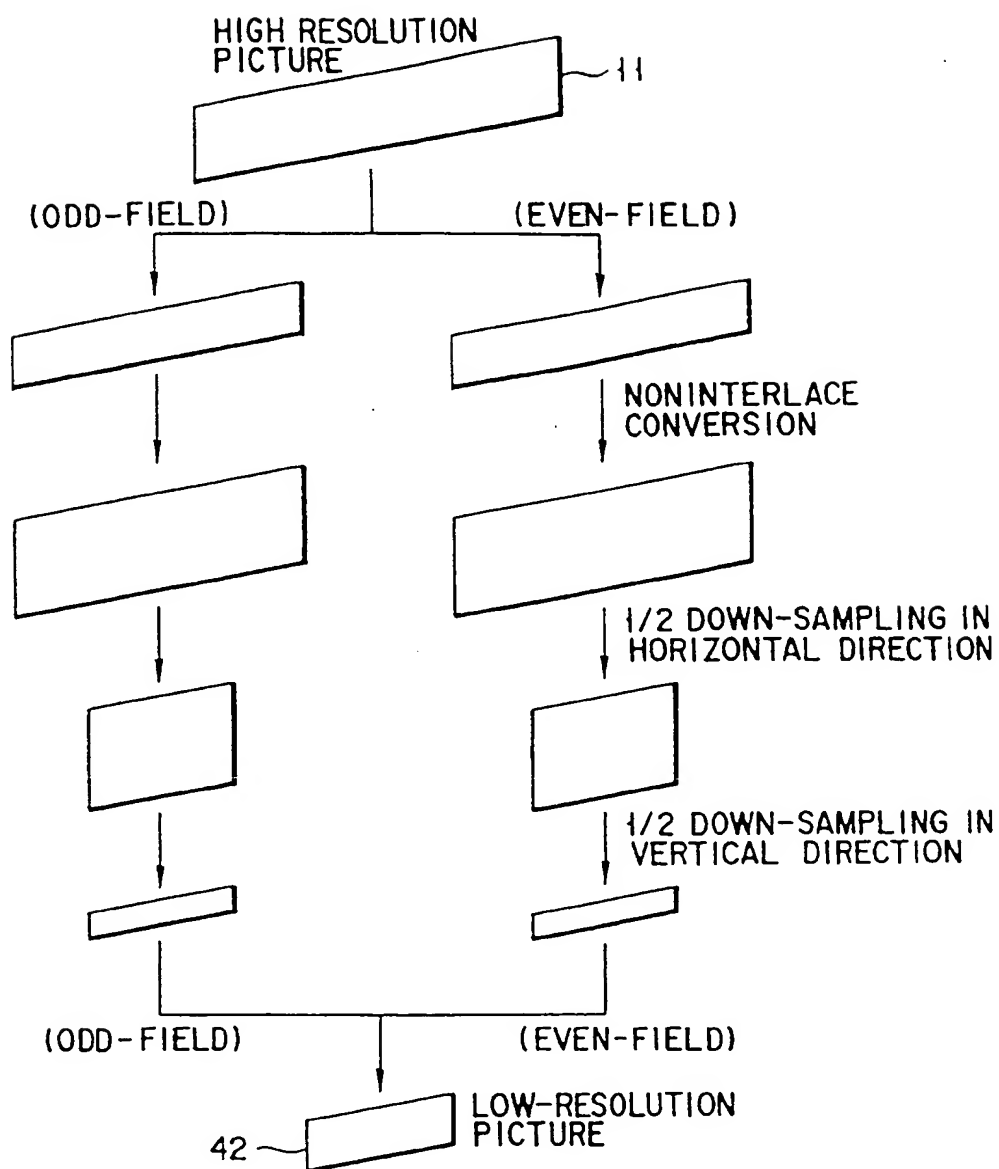 HIGH RESOLUTION
PICTURE
11
(ODD-FIELD)
(EVEN-FIELD)
NONINTERLACE
CONVERSION
1/2 DOWN-SAMPLING IN
HORIZONTAL DIRECTION
1/2 DOWN-SAMPLING IN
VERTICAL DIRECTION
(ODD-FIELD)
(EVEN-FIELD)
LOW-RESOLUTION
PICTURE
42